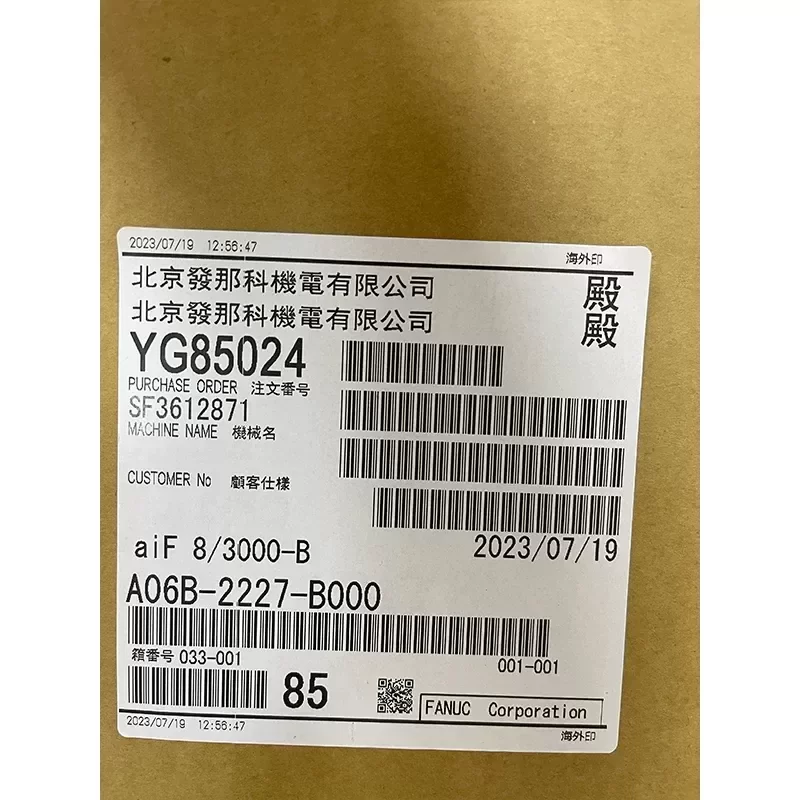 2023/07/19 12:56:47
海外印
北京發那科機電有限公司 殿
北京發那科機電有限公司 殿
YG85024
PURCHASE ORDER 注文番号
SF3612871
MACHINE NAME 機械名
CUSTOMER No 顧客仕様
aiF 8/3000-B 2023/07/19
A06B-2227-B000
箱番号 033-001 001-001
85
FANUC Corporation
2023/07/19 12:56:47
海外印